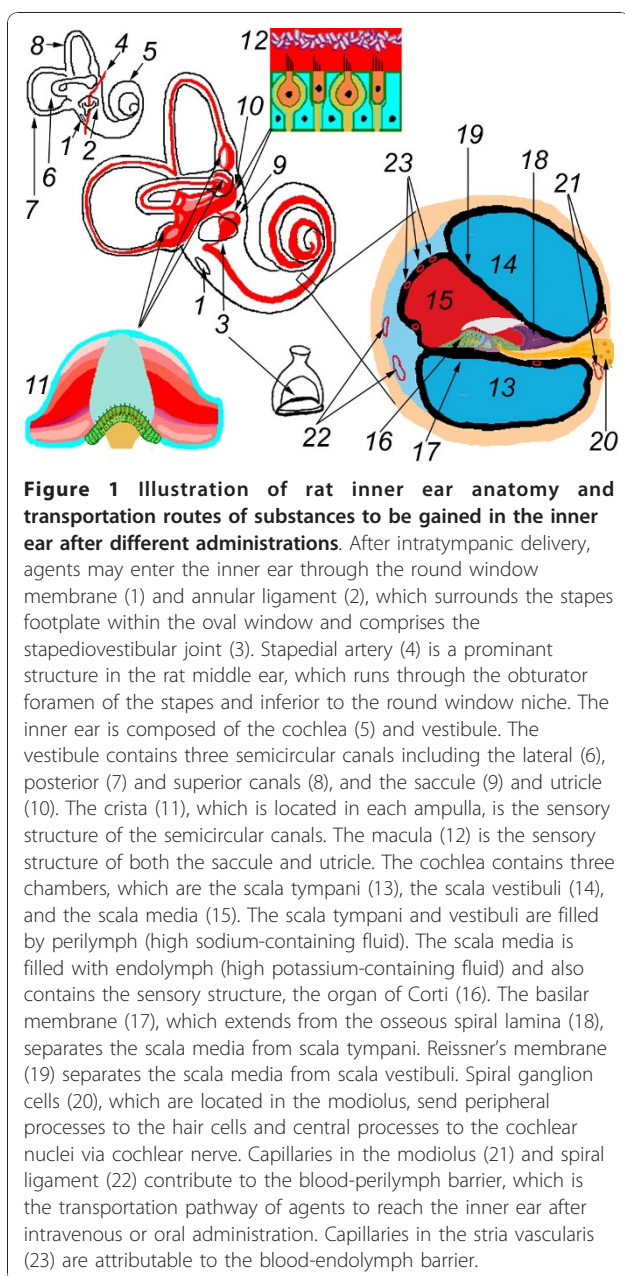 8
4
5
12
6
1
2
7
10
9
19
18
23
21
14
15
1
3
11
13
22
16
17
20
Figure 1 Illustration of rat inner ear anatomy and
transportation routes of substances to be gained in the inner
ear after different administrations. After intratympanic delivery,
agents may enter the inner ear through the round window
membrane (1) and annular ligament (2), which surrounds the stapes
footplate within the oval window and comprises the
stapediovestibular joint (3). Stapedial artery (4) is a prominant
structure in the rat middle ear, which runs through the obturator
foramen of the stapes and inferior to the round window niche. The
inner ear is composed of the cochlea (5) and vestibule. The
vestibule contains three semicircular canals including the lateral (6),
posterior (7) and superior canals (8), and the saccule (9) and utricle
(10). The crista (11), which is located in each ampulla, is the sensory
structure of the semicircular canals. The macula (12) is the sensory
structure of both the saccule and utricle. The cochlea contains three
chambers, which are the scala tympani (13), the scala vestibuli (14),
and the scala media (15). The scala tympani and vestibuli are filled
by perilymph (high sodium-containing fluid). The scala media is
filled with endolymph (high potassium-containing fluid) and also
contains the sensory structure, the organ of Corti (16). The basilar
membrane (17), which extends from the osseous spiral lamina (18),
separates the scala media from scala tympani. Reissner's membrane
(19) separates the scala media from scala vestibuli. Spiral ganglion
cells (20), which are located in the modiolus, send peripheral
processes to the hair cells and central processes to the cochlear
nuclei via cochlear nerve. Capillaries in the modiolus (21) and spiral
ligament (22) contribute to the blood-perilymph barrier, which is
the transportation pathway of agents to reach the inner ear after
intravenous or oral administration. Capillaries in the stria vascularis
(23) are attributable to the blood-endolymph barrier.